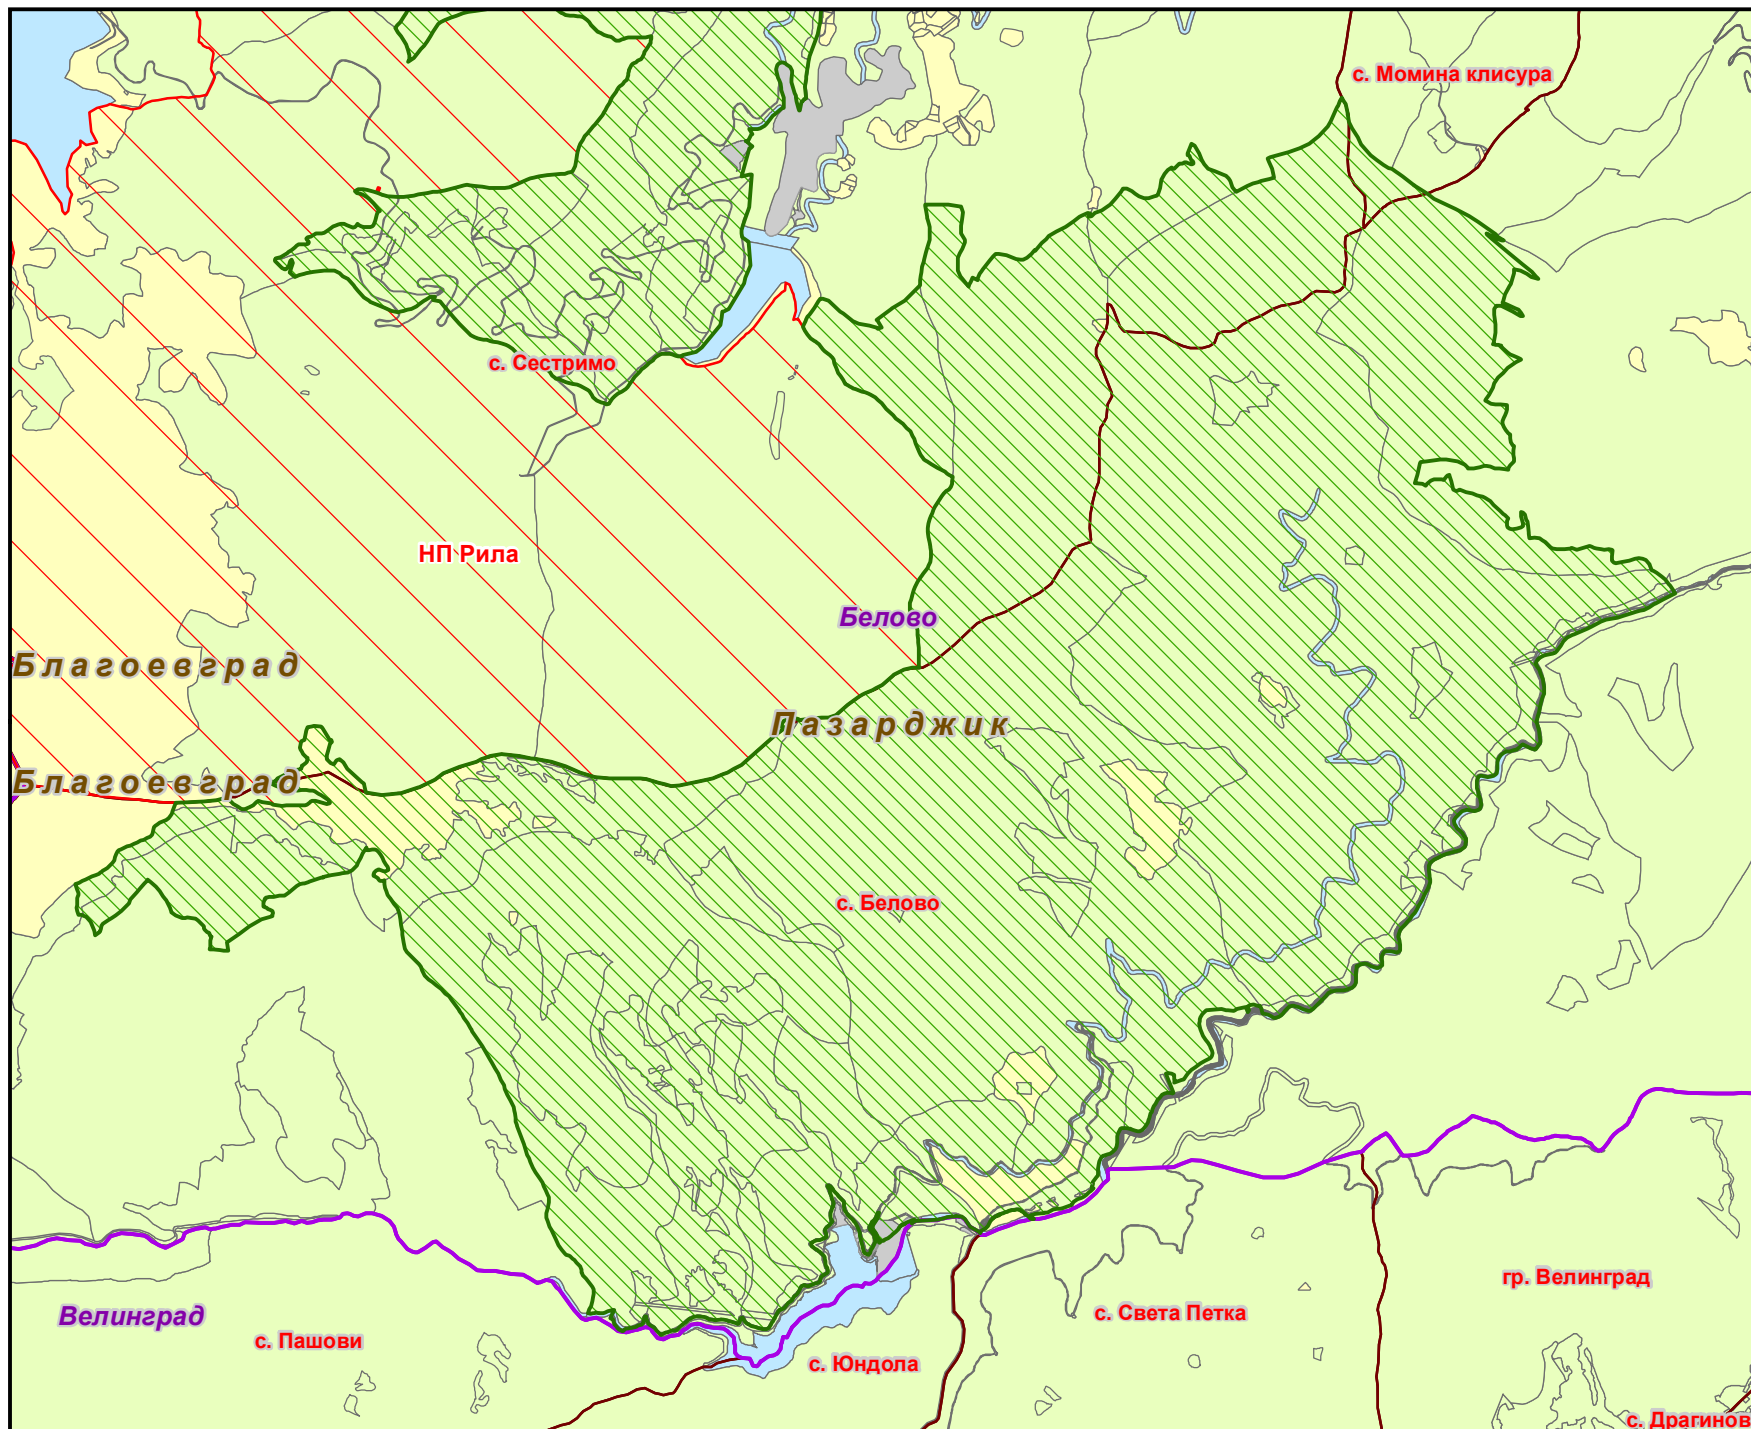 с. Момина клисура
с. Сестримо
НП Рила
Белово
Благоевград
Пазарджик
Благоевград
с. Белово
гр. Велинград
Велинград
с. Света Петка
с. Пашови
с. Юндола
с. Драгинов